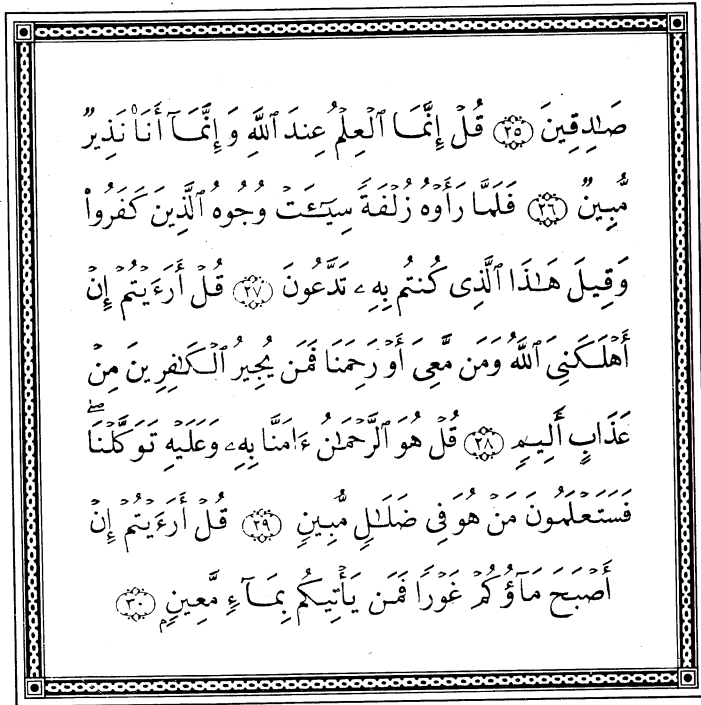 صَـٰدِقِينَ ﴿٢٥﴾ قُلۡ إِنَّمَا ٱلۡعِلۡمُ عِندَ ٱللَّهِ وَإِنَّمَآ أَنَا۠ نَذِيرٞ
مُّبِينٞ ﴿٢٦﴾ فَلَمَّا رَأَوۡهُ زُلۡفَةٗ سِيٓـَٔتۡ وُجُوهُ ٱلَّذِينَ كَفَرُواْ
وَقِيلَ هَـٰذَا ٱلَّذِى كُنتُم بِهِۦ تَدَّعُونَ ﴿٢٧﴾ قُلۡ أَرَءَيۡتُمۡ إِنۡ
أَهۡلَكَنِىَ ٱللَّهُ وَمَن مَّعِىَ أَوۡ رَحِمَنَا فَمَن يُجِيرُ ٱلۡكَـٰفِرِينَ مِنۡ
عَذَابٍ أَلِيمٖ ﴿٢٨﴾ قُلۡ هُوَ ٱلرَّحۡمَـٰنُ ءَامَنَّا بِهِۦ وَعَلَيۡهِ تَوَكَّلۡنَاۖ
فَسَتَعۡلَمُونَ مَنۡ هُوَ فِى ضَلَـٰلٖ مُّبِينٖ ﴿٢٩﴾ قُلۡ أَرَءَيۡتُمۡ إِنۡ
أَصۡبَحَ مَآؤُكُمۡ غَوۡرٗا فَمَن يَأۡتِيكُم بِمَآءٖ مَّعِينِۭ ﴿٣٠﴾